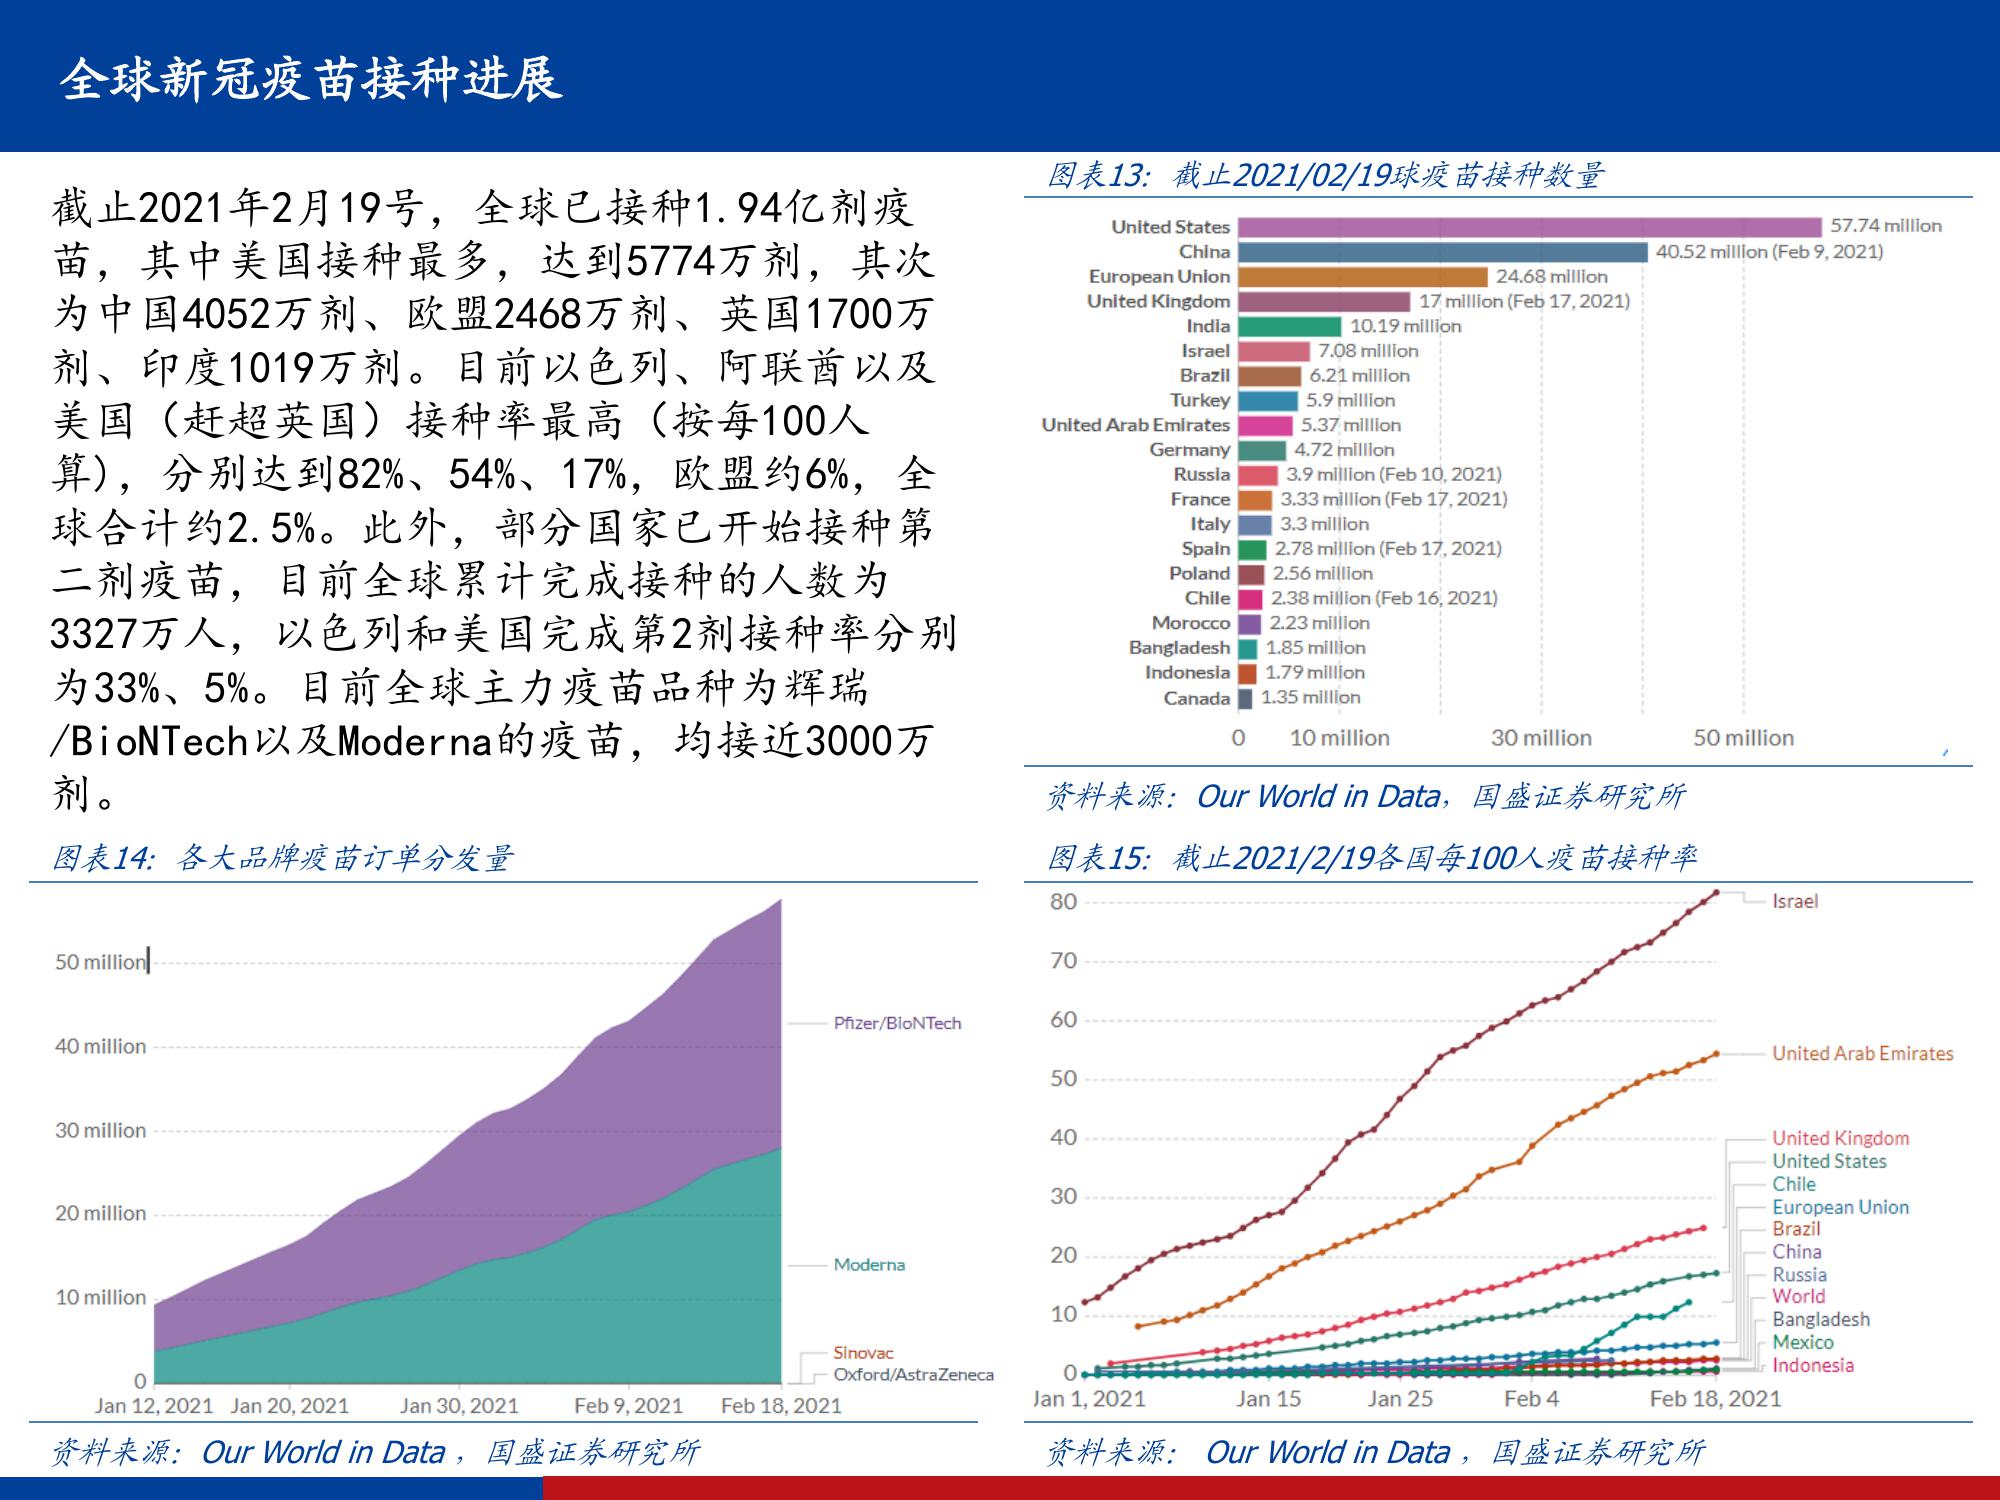 全球新冠疫苗接种进展
截止2021年2月19号，全球已接种1.94亿剂疫
苗，其中美国接种最多，达到5774万剂，其次
为中国4052万剂、欧盟2468万剂、英国1700万
剂、印度1019万剂。目前以色列、阿联酋以及
美国（赶超英国）接种率最高（按每100人
算），分别达到82%、54%、17%，欧盟约6%，全
球合计约2.5%。此外，部分国家已开始接种第
二剂疫苗，目前全球累计完成接种的人数为
3327万人，以色列和美国完成第2剂接种率分别
为33%、5%。目前全球主力疫苗品种为辉瑞
/BioNTech以及Moderna的疫苗，均接近3000万
剂。
图表13：截止2021/02/19球疫苗接种数量
United States 57.74 million
China 40.52 million (Feb 9, 2021)
European Union 24.68 million
United Kingdom 17 million (Feb 17, 2021)
India 10.19 million
Israel 7.08 million
Brazil 6.21 million
Turkey 5.9 million
United Arab Emirates 5.37 million
Germany 4.72 million
Russia 3.9 million (Feb 10, 2021)
France 3.33 million (Feb 17, 2021)
Italy 3.3 million
Spain 2.78 million (Feb 17, 2021)
Poland 2.56 million
Chile 2.38 million (Feb 16, 2021)
Morocco 2.23 million
Bangladesh 1.85 million
Indonesia 1.79 million
Canada 1.35 million
0 10 million 30 million 50 million
资料来源：Our World in Data，国盛证券研究所
图表14：各大品牌疫苗订单分发量
50 million
40 million
30 million
20 million
10 million
0
Pfizer/BioNTech
Moderna
Sinovac
Oxford/AstraZeneca
Jan 12, 2021 Jan 20, 2021 Jan 30, 2021 Feb 9, 2021 Feb 18, 2021
资料来源：Our World in Data ，国盛证券研究所
图表15：截止2021/2/19各国每100人疫苗接种率
80
70
60
50
40
30
20
10
0
Israel
United Arab Emirates
United Kingdom
United States
Chile
European Union
Brazil
China
Russia
World
Bangladesh
Mexico
Indonesia
Jan 1, 2021 Jan 15 Jan 25 Feb 4 Feb 18, 2021
资料来源： Our World in Data ，国盛证券研究所